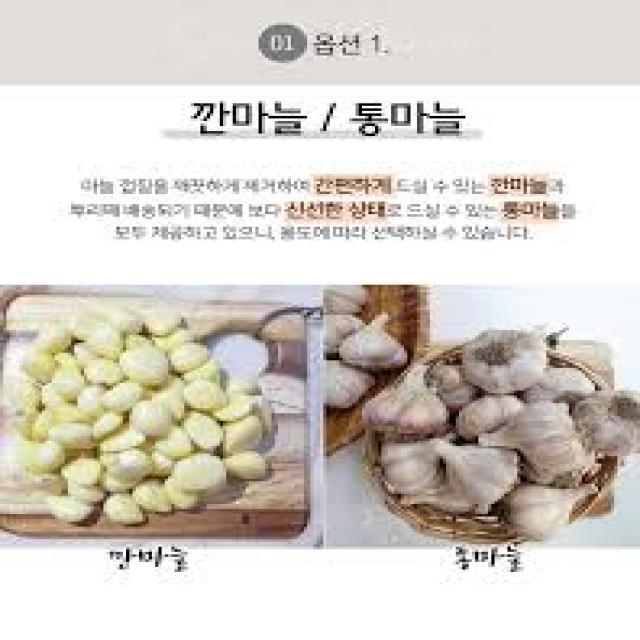 01 옵션 1.
깐마늘 / 통마늘
마늘 껍질을 깨끗하게 제거하여 간편하게 드실 수 있는 깐마늘과
뿌리째 배송되기 때문에 보다 신선한 상태로 드실 수 있는 통마늘을
모두 제공하고 있으니, 용도에 따라 선택하실 수 있습니다.
깐마늘
통마늘